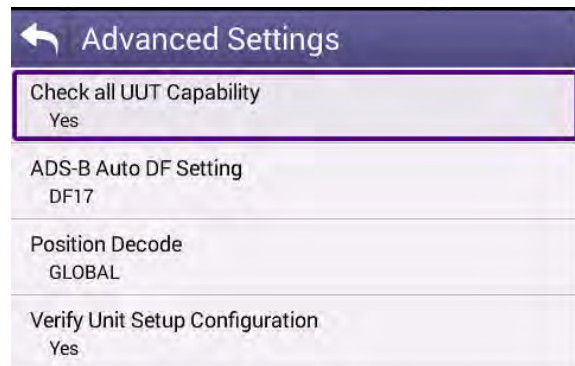 Advanced Settings
Check all UUT Capability
Yes
ADS-B Auto DF Setting
DF17
Position Decode
GLOBAL
Verify Unit Setup Configuration
Yes